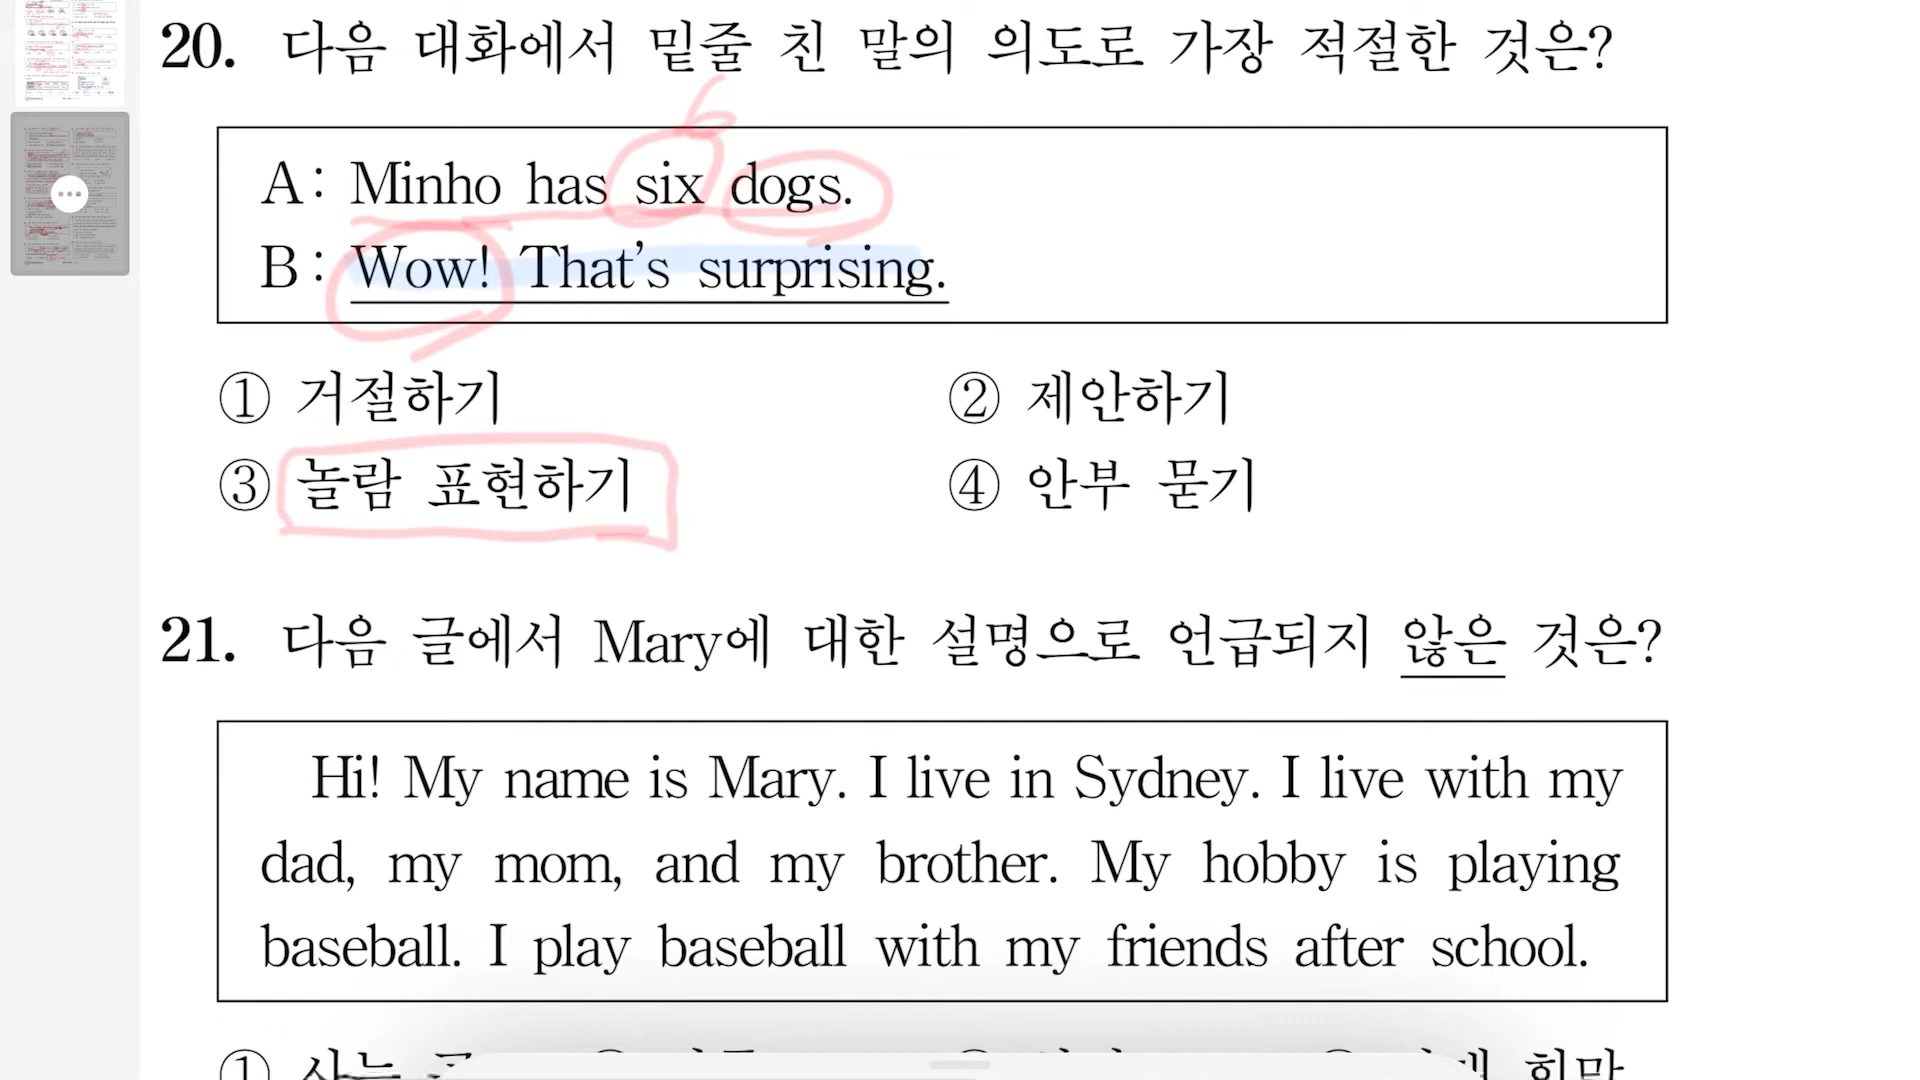 20. 다음 대화에서 밑줄 친 말의 의도로 가장 적절한 것은?
6
A: Minho has six dogs.
B: Wow! That's surprising.
① 거절하기 ② 제안하기
③ 놀람 표현하기 ④ 안부 묻기
21. 다음 글에서 Mary에 대한 설명으로 언급되지 않은 것은?
Hi! My name is Mary. I live in Sydney. I live with my
dad, my mom, and my brother. My hobby is playing
baseball. I play baseball with my friends after school.
① 사는